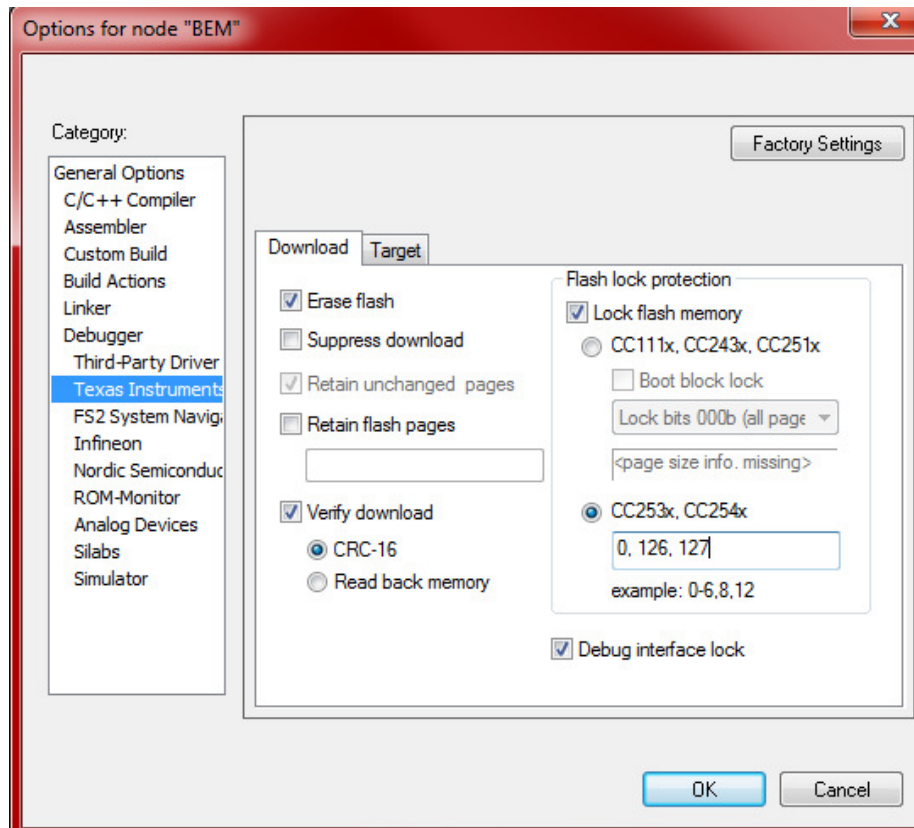 Options for node "BEM"
Category:
General Options
C/C++ Compiler
Assembler
Custom Build
Build Actions
Linker
Debugger
Third-Party Driver
Texas Instruments
FS2 System Naviga
Infineon
Nordic Semiconduc
ROM-Monitor
Analog Devices
Silabs
Simulator
Factory Settings
Download
Target
Erase flash
Suppress download
Retain unchanged pages
Retain flash pages
Verify download
CRC-16
Read back memory
Flash lock protection
Lock flash memory
CC111x, CC243x, CC251x
Boot block lock
Lock bits 000b (all page
<page size info. missing>
CC253x, CC254x
0, 126, 127
example: 0-6,8,12
Debug interface lock
OK
Cancel